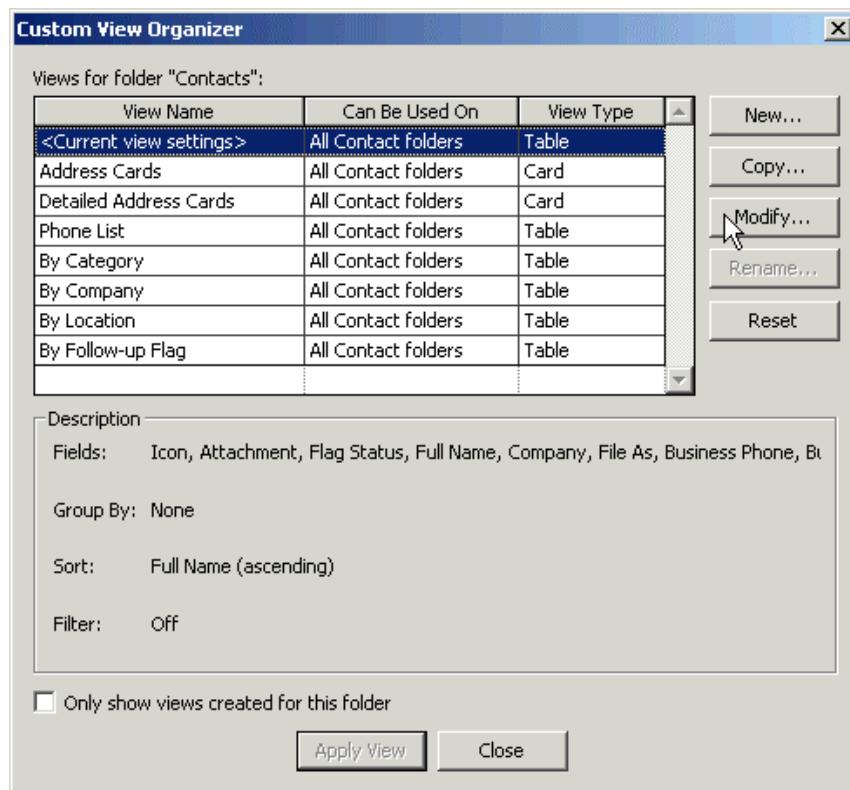 Custom View Organizer
Views for folder "Contacts":
View Name Can Be Used On View Type
<Current view settings> All Contact folders Table
Address Cards All Contact folders Card
Detailed Address Cards All Contact folders Card
Phone List All Contact folders Table
By Category All Contact folders Table
By Company All Contact folders Table
By Location All Contact folders Table
By Follow-up Flag All Contact folders Table
New...
Copy...
Modify...
Rename...
Reset
Description
Fields: Icon, Attachment, Flag Status, Full Name, Company, File As, Business Phone, Bu
Group By: None
Sort: Full Name (ascending)
Filter: Off
Only show views created for this folder
Apply View Close